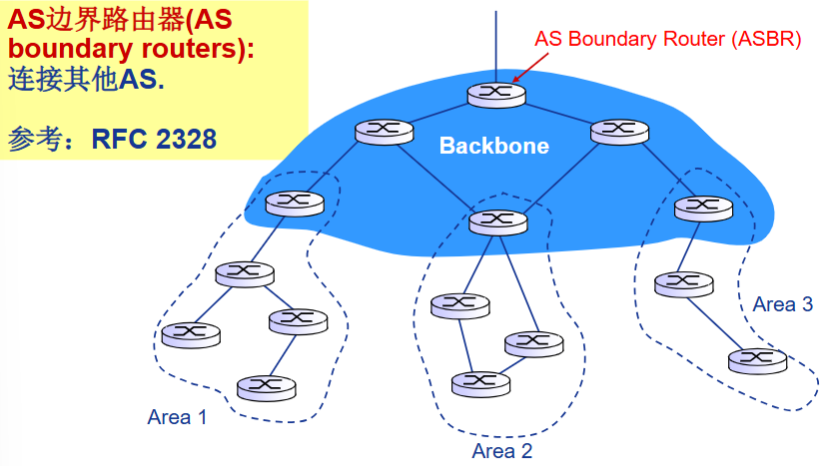 AS边界路由器(AS
boundary routers):
连接其他AS.
参考：RFC 2328
AS Boundary Router (ASBR)
Backbone
Area 3
Area 1
Area 2